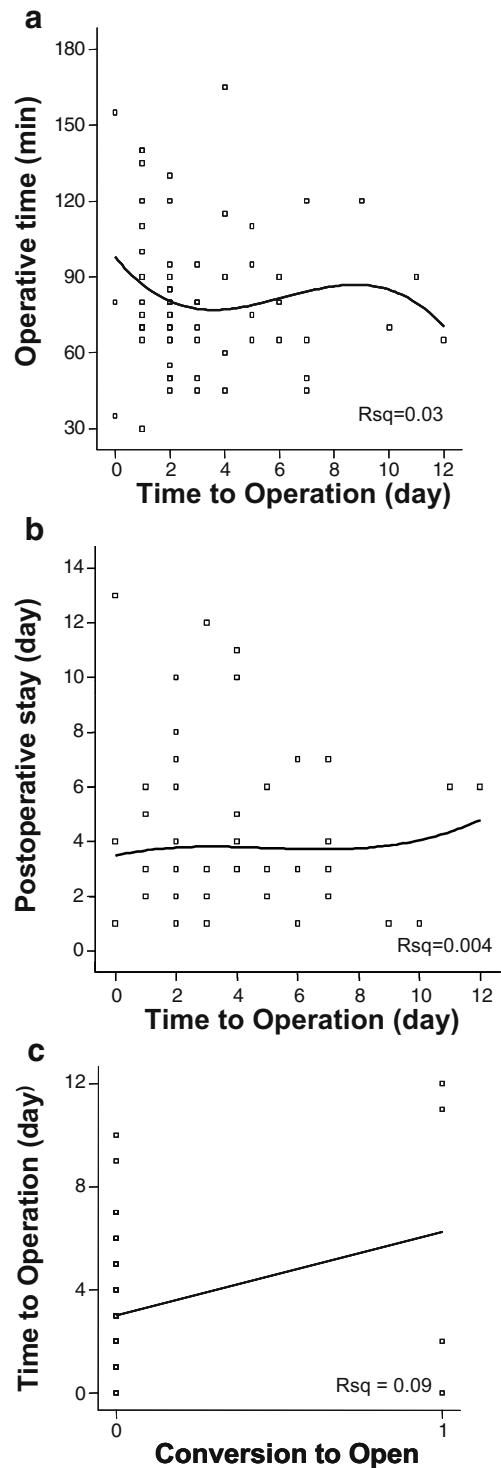 a
180
150
120
90
60
30
Operative time (min)
Rsq=0.03
0 2 4 6 8 10 12
Time to Operation (day)
b
14
12
10
8
6
4
2
0
Postoperative stay (day)
Rsq=0.004
0 2 4 6 8 10 12
Time to Operation (day)
c
12
8
4
0
Time to Operation (day)
Rsq = 0.09
0 1
Conversion to Open